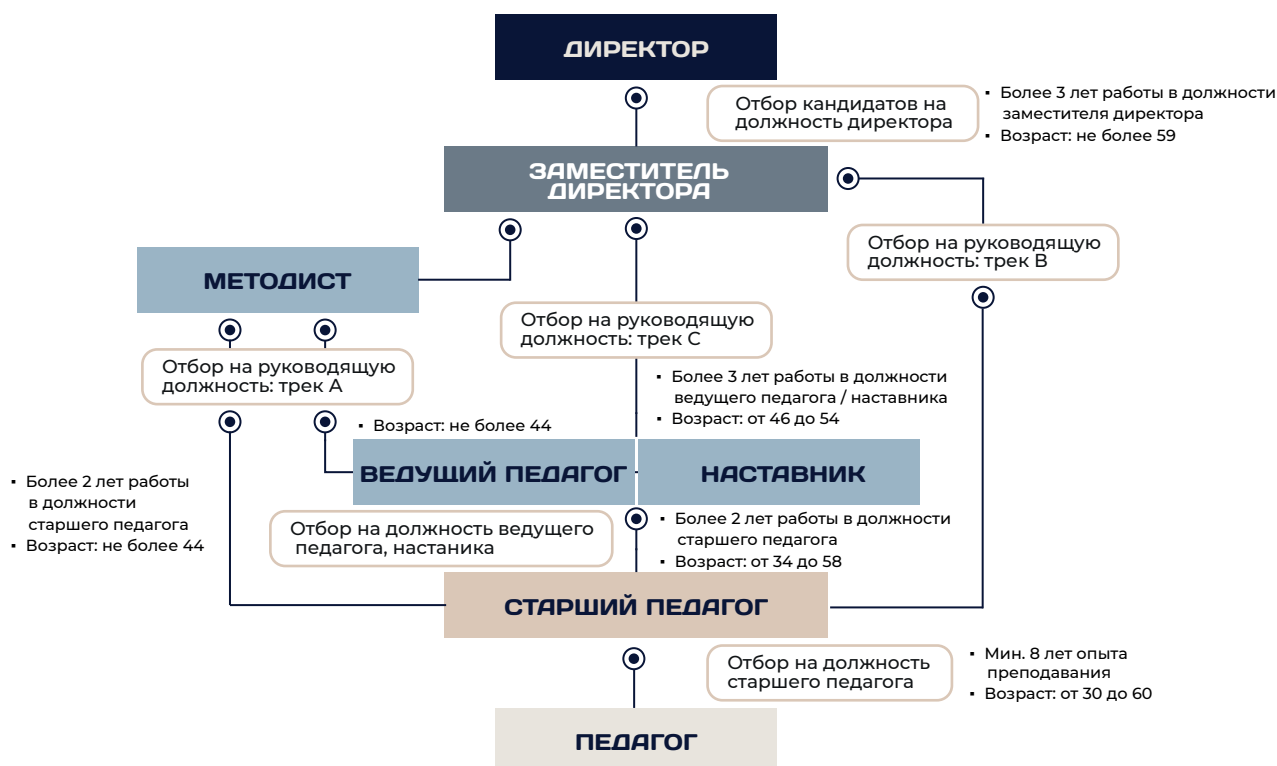 ДИРЕКТОР
Отбор кандидатов на
должность директора
▪ Более 3 лет работы в должности
заместителя директора
▪ Возраст: не более 59
ЗАМЕСТИТЕЛЬ
ДИРЕКТОРА
Отбор на руководящую
должность: трек B
МЕТОДИСТ
Отбор на руководящую
должность: трек C
Отбор на руководящую
должность: трек A
▪ Более 3 лет работы в должности
ведущего педагога / наставника
▪ Возраст: от 46 до 54
▪ Возраст: не более 44
ВЕДУЩИЙ ПЕДАГОГ
НАСТАВНИК
▪ Более 2 лет работы
в должности
старшего педагога
▪ Возраст: не более 44
Отбор на должность ведущего
педагога, настаника
▪ Более 2 лет работы в должности
старшего педагога
▪ Возраст: от 34 до 58
СТАРШИЙ ПЕДАГОГ
Отбор на должность
старшего педагога
▪ Мин. 8 лет опыта
преподавания
▪ Возраст: от 30 до 60
ПЕДАГОГ